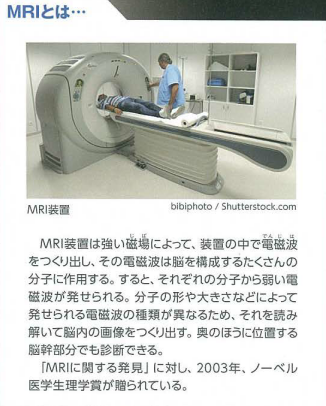 MRIとは…
MRI装置
bibiphoto / Shutterstock.com
MRI装置は強い磁場によって、装置の中で電磁波
をつくり出し、その電磁波は脳を構成するたくさんの
分子に作用する。すると、それぞれの分子から弱い電
磁波が発せられる。分子の形や大きさなどによって
発せられる電磁波の種類が異なるため、それを読み
解いて脳内の画像をつくり出す。奥のほうに位置する
脳幹部分でも診断できる。
「MRIに関する発見」に対し、2003年、ノーベル
医学生理学賞が贈られている。